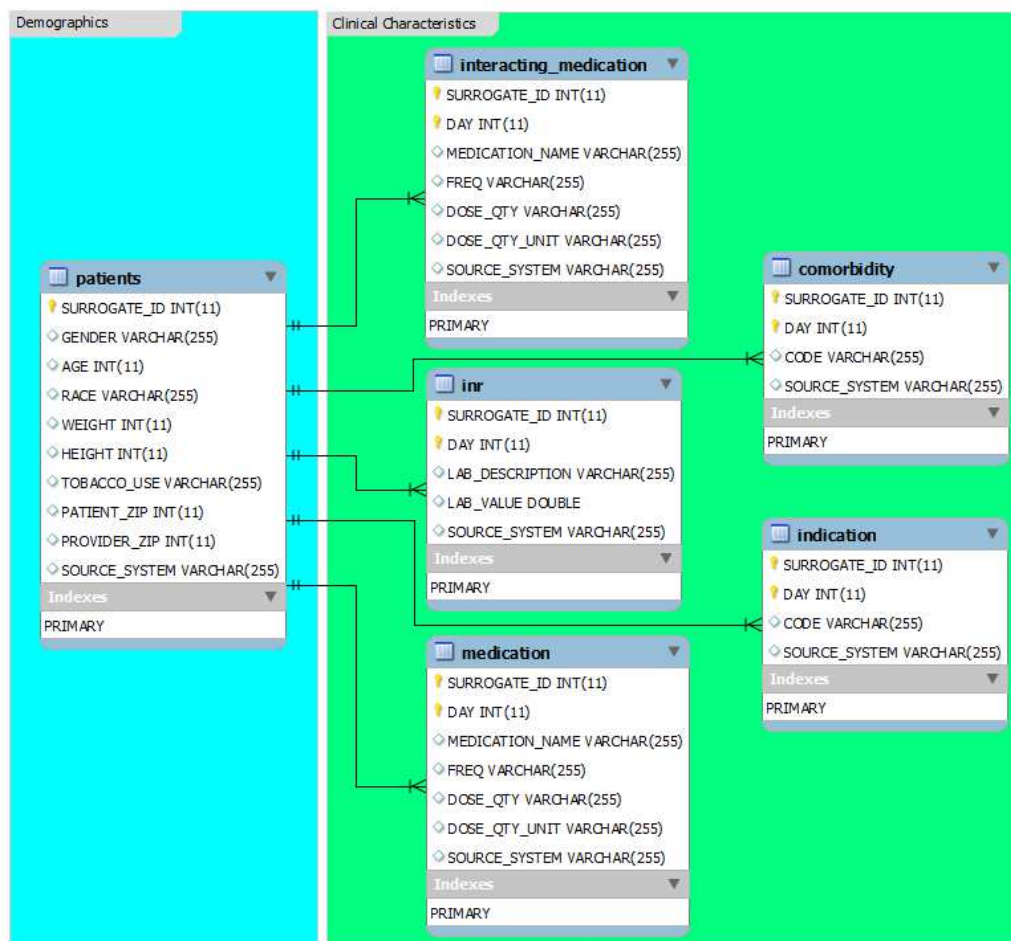 Demographics
patients
SURROGATE_ID INT(11)
GENDER VARCHAR(255)
AGE INT(11)
RACE VARCHAR(255)
WEIGHT INT(11)
HEIGHT INT(11)
TOBACCO_USE VARCHAR(255)
PATIENT_ZIP INT(11)
PROVIDER_ZIP INT(11)
SOURCE_SYSTEM VARCHAR(255)
Indexes
PRIMARY
Clinical Characteristics
interacting_medication
SURROGATE_ID INT(11)
DAY INT(11)
MEDICATION_NAME VARCHAR(255)
FREQ VARCHAR(255)
DOSE_QTY VARCHAR(255)
DOSE_QTY_UNIT VARCHAR(255)
SOURCE_SYSTEM VARCHAR(255)
Indexes
PRIMARY
inr
SURROGATE_ID INT(11)
DAY INT(11)
LAB_DESCRIPTION VARCHAR(255)
LAB_VALUE DOUBLE
SOURCE_SYSTEM VARCHAR(255)
Indexes
PRIMARY
medication
SURROGATE_ID INT(11)
DAY INT(11)
MEDICATION_NAME VARCHAR(255)
FREQ VARCHAR(255)
DOSE_QTY VARCHAR(255)
DOSE_QTY_UNIT VARCHAR(255)
SOURCE_SYSTEM VARCHAR(255)
Indexes
PRIMARY
comorbidity
SURROGATE_ID INT(11)
DAY INT(11)
CODE VARCHAR(255)
SOURCE_SYSTEM VARCHAR(255)
Indexes
PRIMARY
indication
SURROGATE_ID INT(11)
DAY INT(11)
CODE VARCHAR(255)
SOURCE_SYSTEM VARCHAR(255)
Indexes
PRIMARY